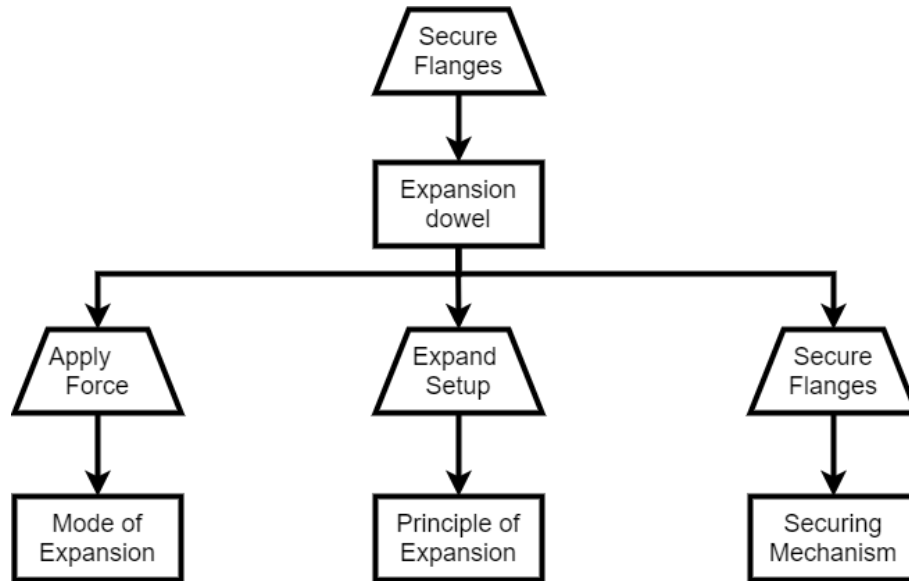 Secure
Flanges
Expansion
dowel
Apply
Force
Expand
Setup
Secure
Flanges
Mode of
Expansion
Principle of
Expansion
Securing
Mechanism